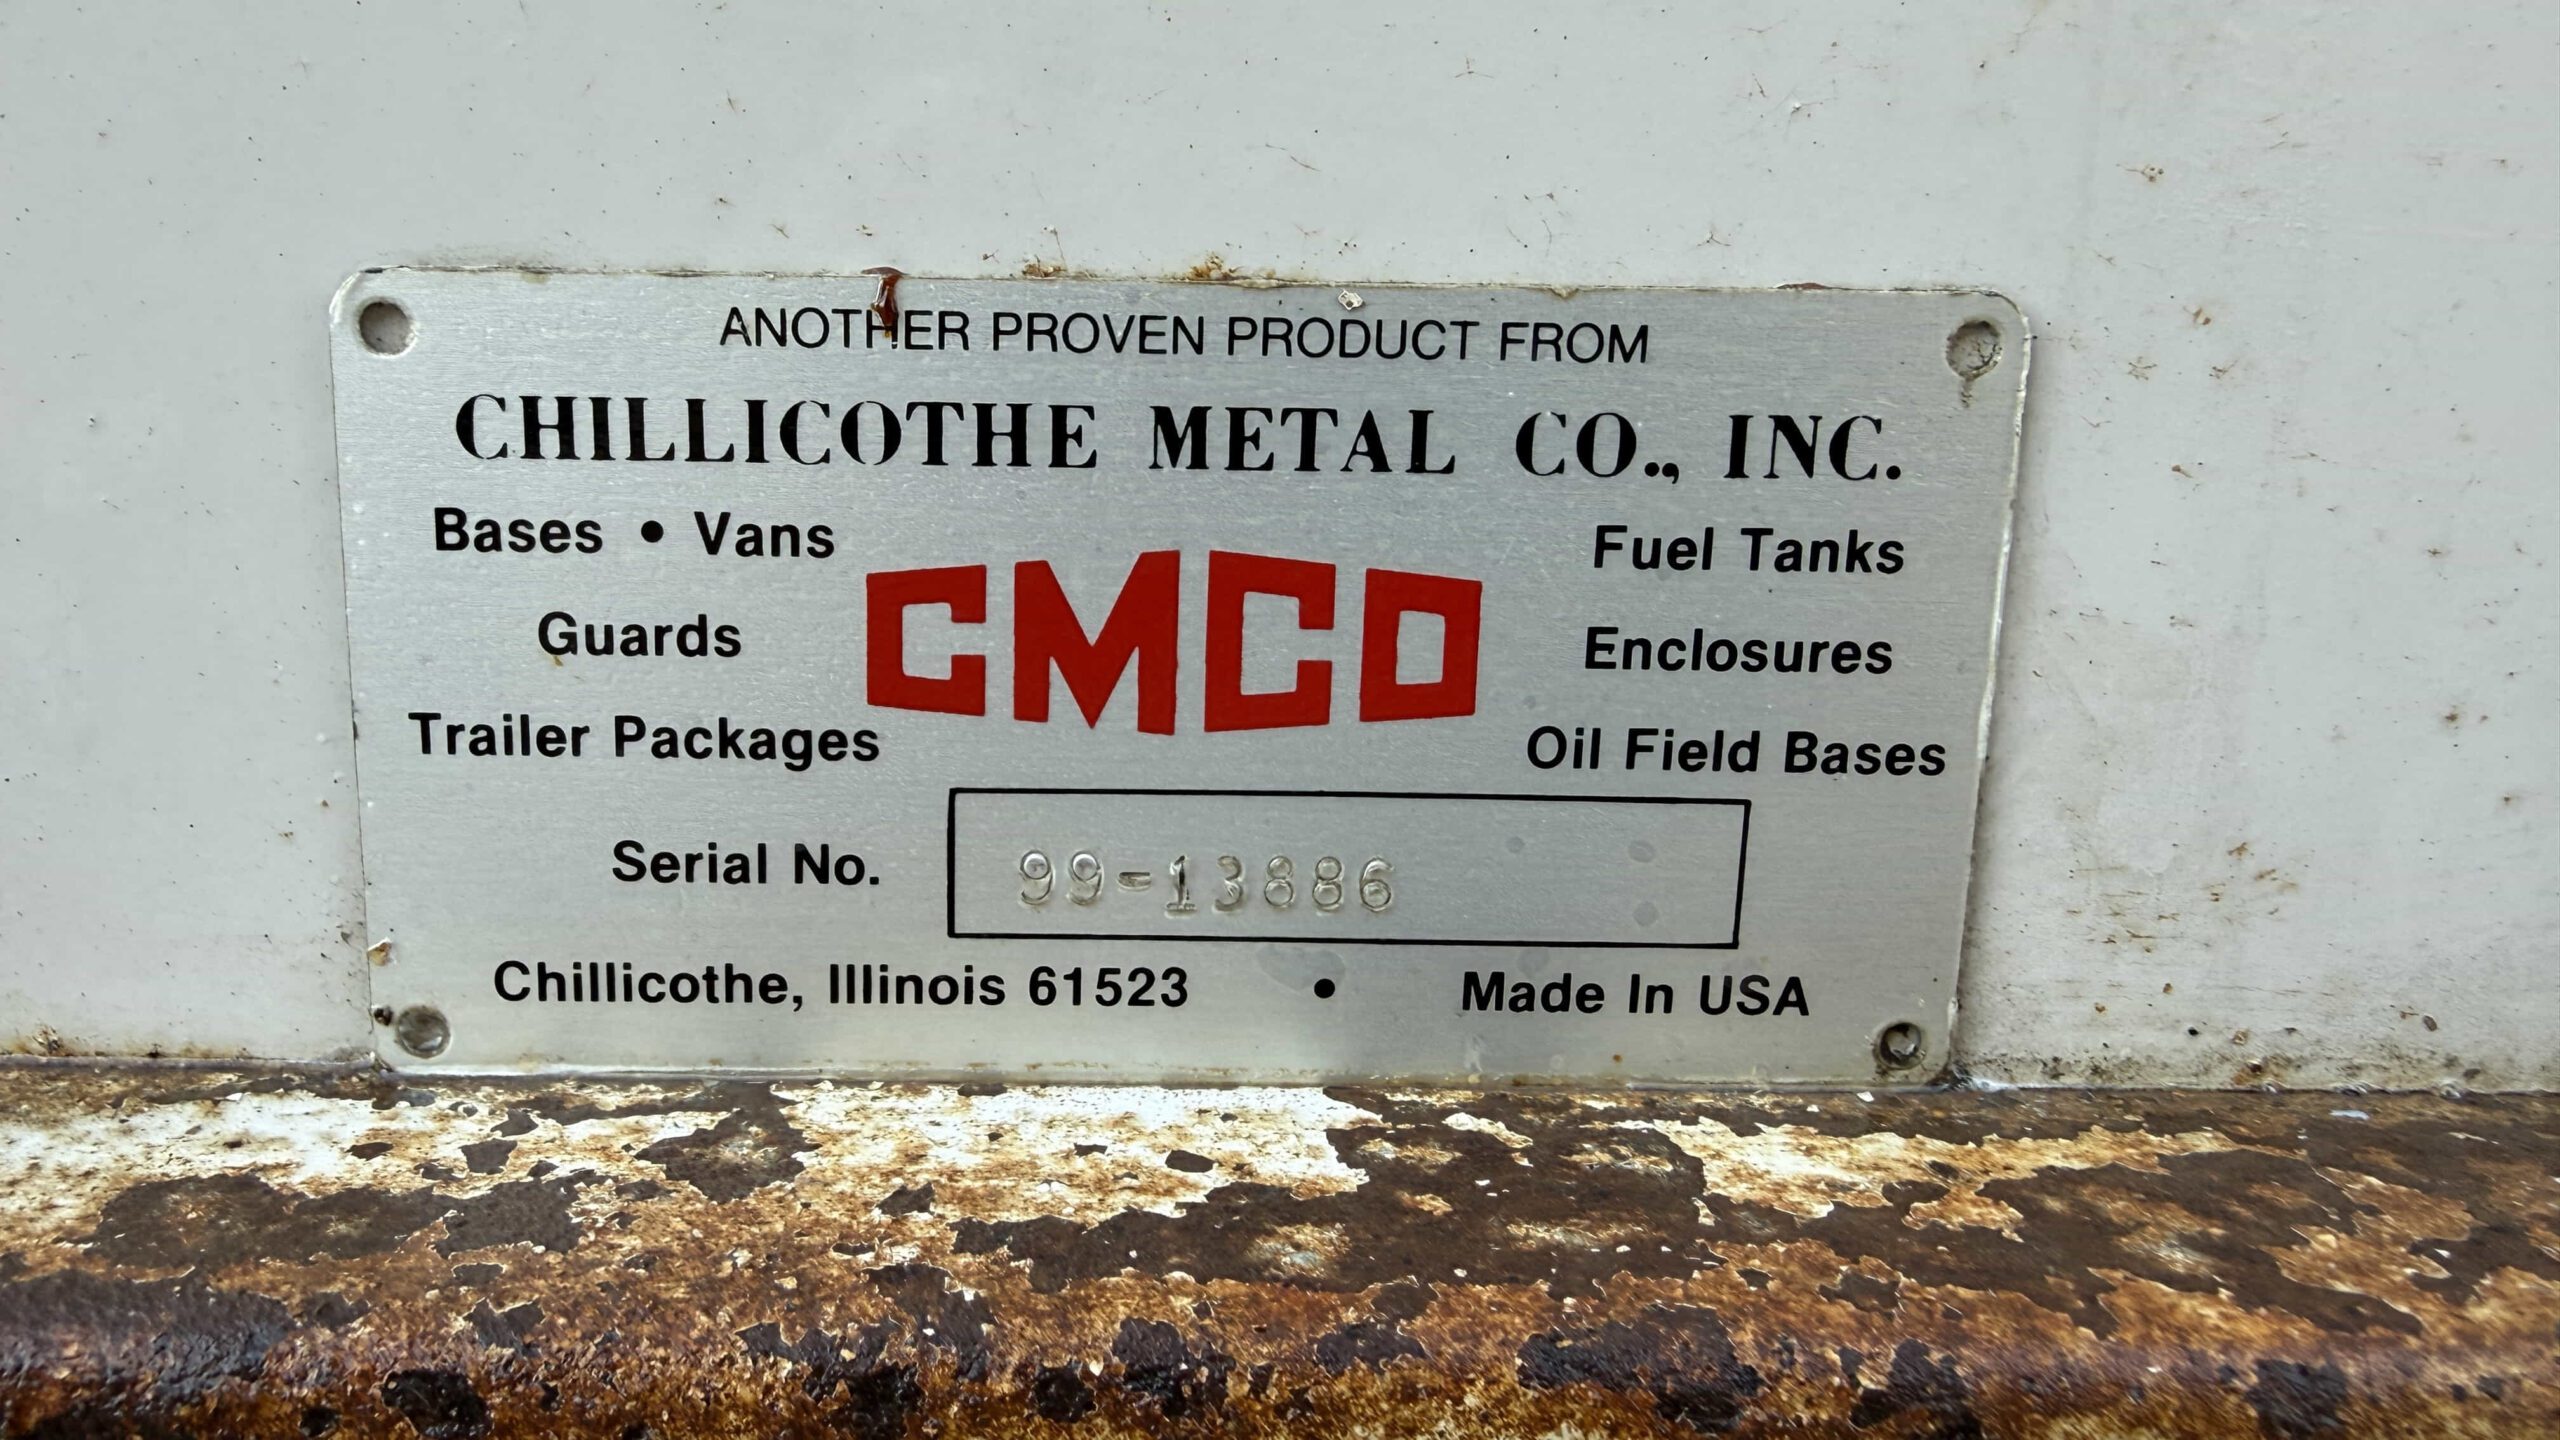 ANOTHER PROVEN PRODUCT FROM
CHILLICOTHE METAL CO., INC.
Bases • Vans
Guards
Trailer Packages
CMCO
Fuel Tanks
Enclosures
Oil Field Bases
Serial No. 99-13886
Chillicothe, Illinois 61523 • Made In USA